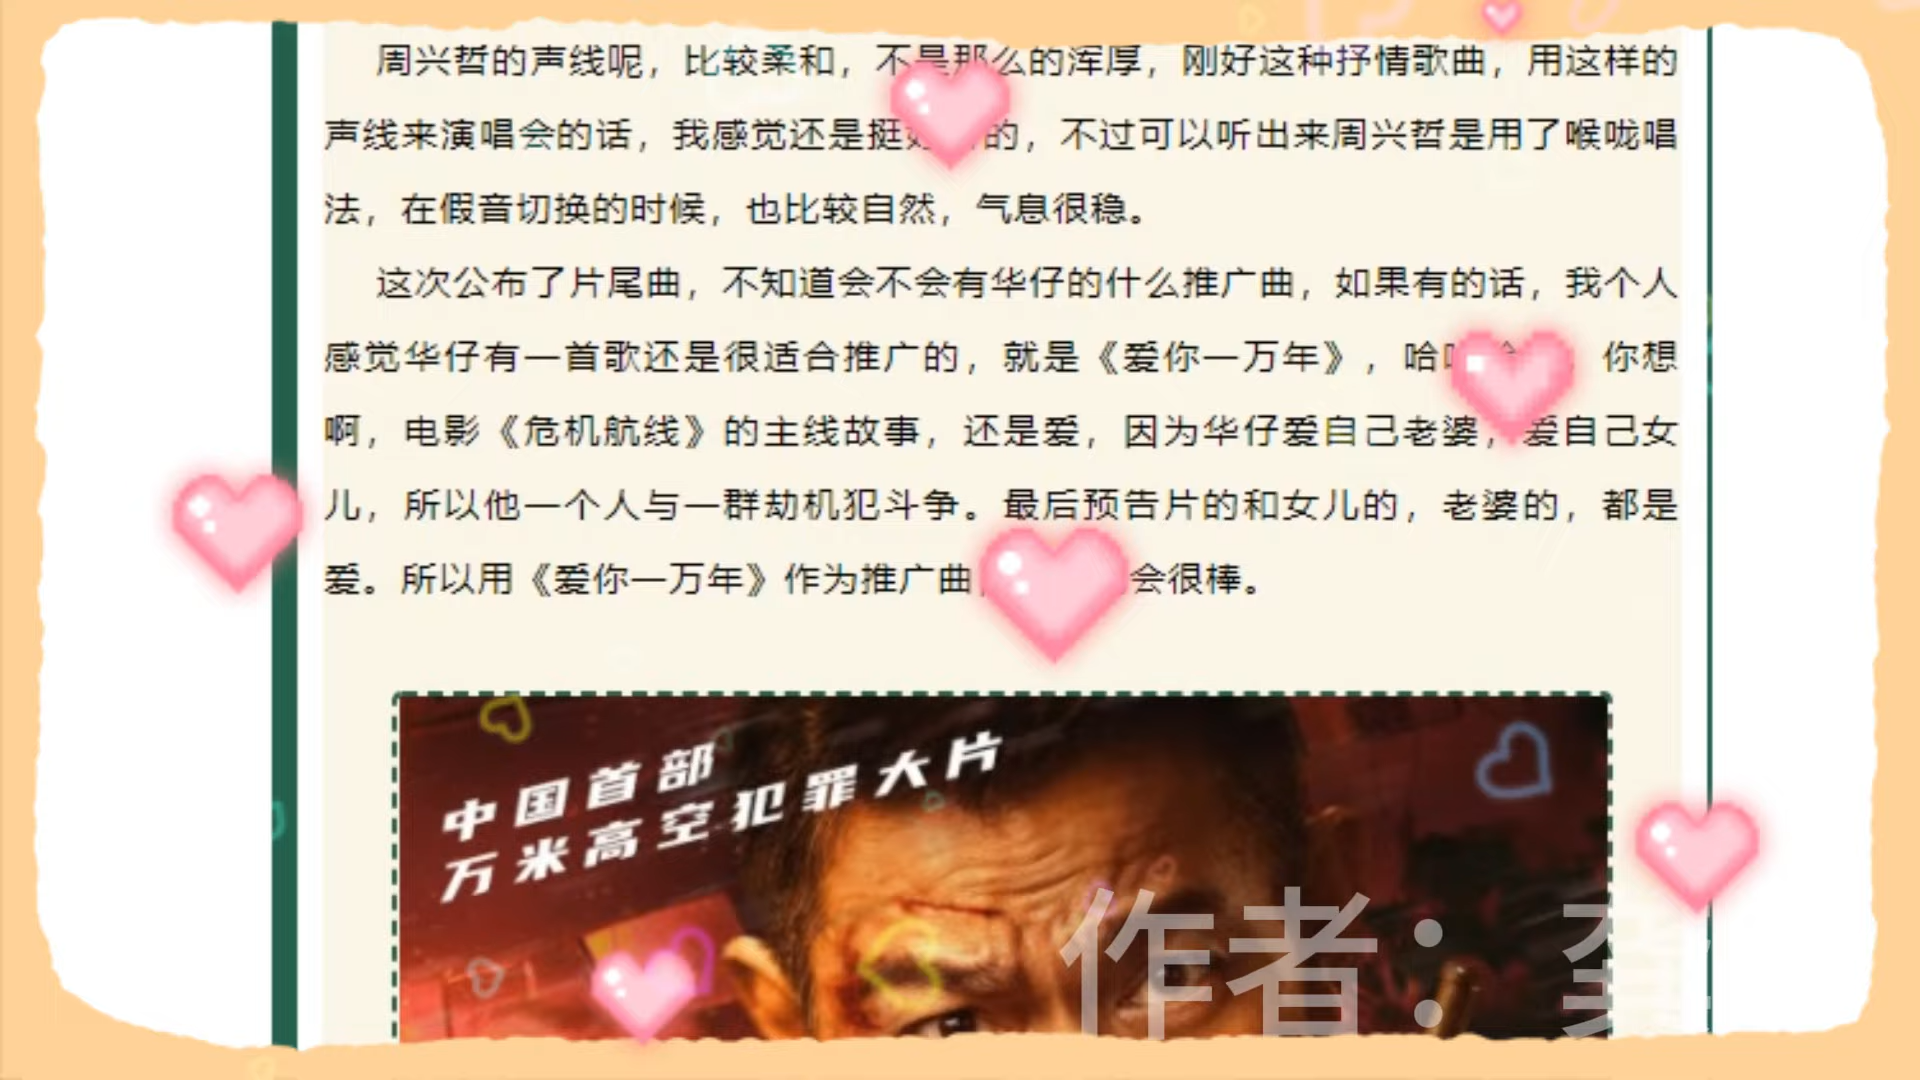 周兴哲的声线呢，比较柔和，不是那么的浑厚，刚好这种抒情歌曲，用这样的
声线来演唱会的话，我感觉还是挺的，不过可以听出来周兴哲是用了喉咙唱
法，在假音切换的时候，也比较自然，气息很稳。
这次公布了片尾曲，不知道会不会有华仔的什么推广曲，如果有的话，我个人
感觉华仔有一首歌还是很适合推广的，就是《爱你一万年》，哈 你想
啊，电影《危机航线》的主线故事，还是爱，因为华仔爱自己老婆，爱自己女
儿，所以他一个人与一群劫机犯斗争。最后预告片的和女儿的，老婆的，都是
爱。所以用《爱你一万年》作为推广曲 会很棒。
中国首部
万米高空犯罪大片
作者：